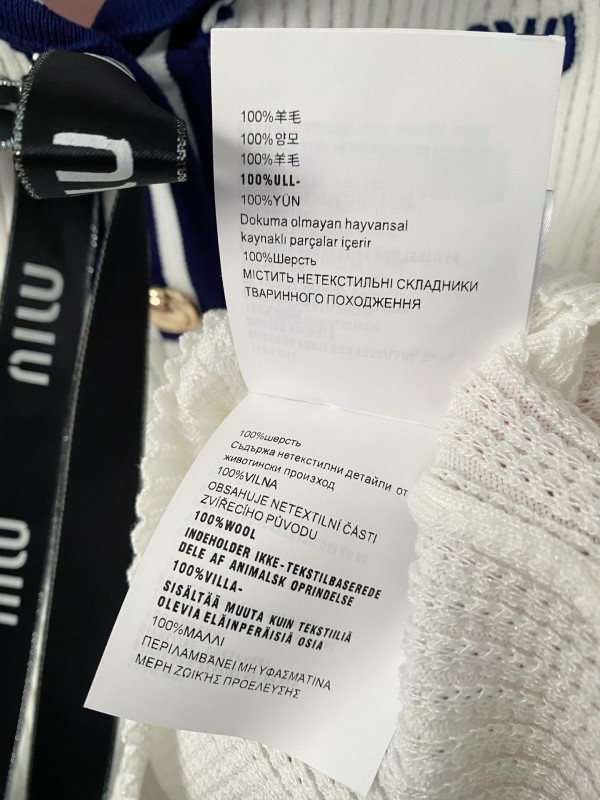 100%羊毛
100%양모
100%羊毛
100%ULL-
100%YÜN
Dokuma olmayan hayvansal
kaynaklı parçalar içerir
100%Шерсть
МІСТИТЬ НЕТЕКСТИЛЬНІ СКЛАДНИКИ
ТВАРИННОГО ПОХОДЖЕННЯ
100%шерсть
Съдържа нетекстилни детайли от
животински произход
100%VILNA
OBSAHUJE NETEXTILNÍ ČÁSTI
ZVÍŘECÍHO PŮVODU
100%WOOL
INDEHOLDER IKKE-TEKSTILBASEREDE
DELE AF ANIMALSK OPRINDELSE
100%VILLA-
SISÄLTÄÄ MUUTA KUIN TEKSTIILIÄ
OLEVIA ELÄINPERÄISIÄ OSIA
100%ΜΑΛΛΙ
ΠΕΡΙΛΑΜΒΑΝΕΙ ΜΗ ΥΦΑΣΜΑΤΙΝΑ
ΜΕΡΗ ΖΩΙΚΗΣ ΠΡΟΕΛΕΥΣΗΣ
miu